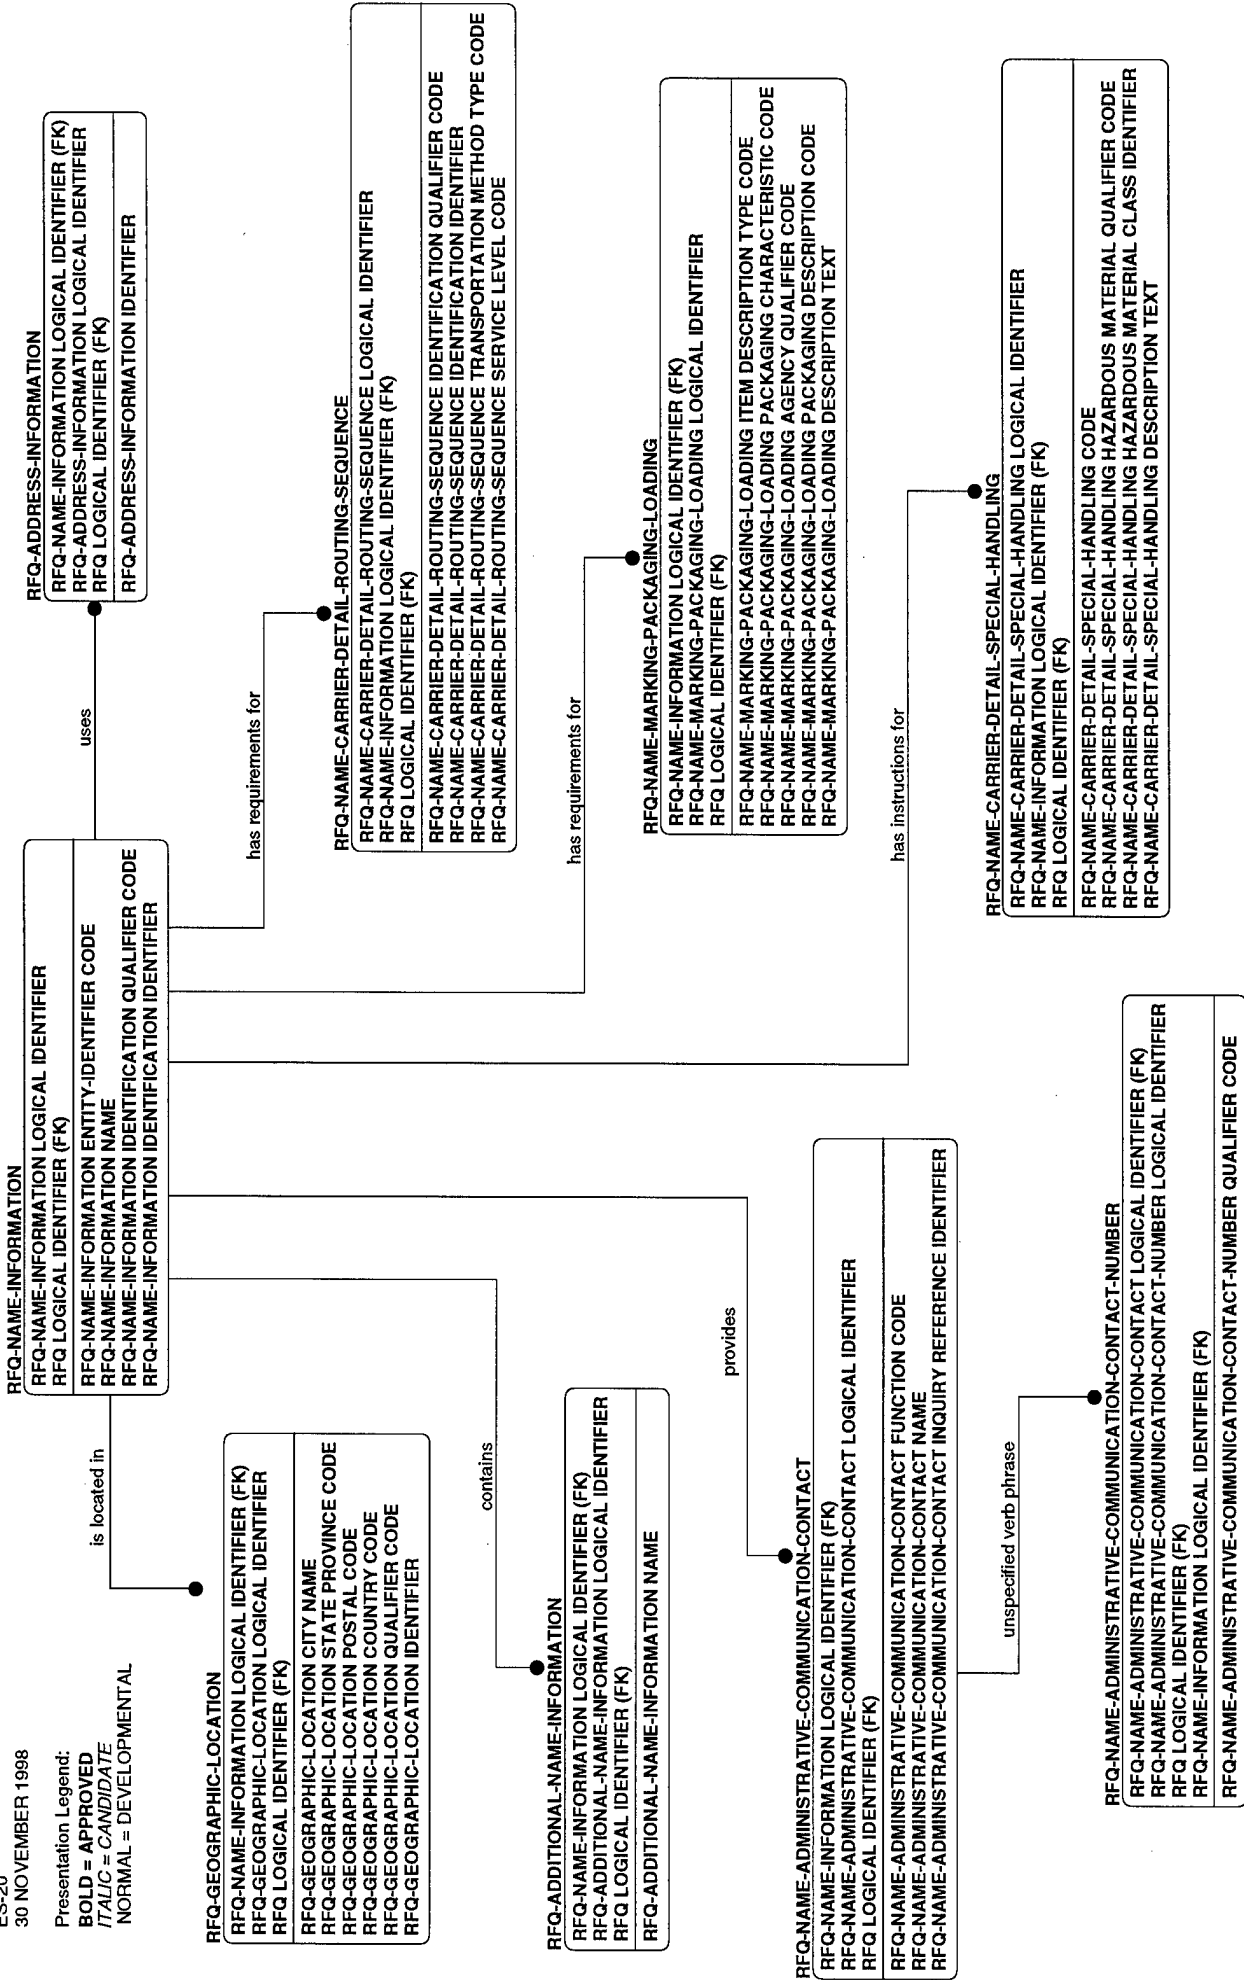 ES-20
30 NOVEMBER 1998
Presentation Legend:
BOLD = APPROVED
ITALIC = CANDIDATE
NORMAL = DEVELOPMENTAL
RFQ-NAME-INFORMATION
RFQ-NAME-INFORMATION LOGICAL IDENTIFIER
RFQ LOGICAL IDENTIFIER (FK)
RFQ-NAME-INFORMATION ENTITY-IDENTIFIER CODE
RFQ-NAME-INFORMATION NAME
RFQ-NAME-INFORMATION IDENTIFICATION QUALIFIER CODE
RFQ-NAME-INFORMATION IDENTIFICATION IDENTIFIER
uses
RFQ-ADDRESS-INFORMATION
RFQ-NAME-INFORMATION LOGICAL IDENTIFIER (FK)
RFQ-ADDRESS-INFORMATION LOGICAL IDENTIFIER
RFQ LOGICAL IDENTIFIER (FK)
RFQ-ADDRESS-INFORMATION IDENTIFIER
is located in
RFQ-GEOGRAPHIC-LOCATION
RFQ-NAME-INFORMATION LOGICAL IDENTIFIER (FK)
RFQ-GEOGRAPHIC-LOCATION LOGICAL IDENTIFIER
RFQ LOGICAL IDENTIFIER (FK)
RFQ-GEOGRAPHIC-LOCATION CITY NAME
RFQ-GEOGRAPHIC-LOCATION STATE PROVINCE CODE
RFQ-GEOGRAPHIC-LOCATION POSTAL CODE
RFQ-GEOGRAPHIC-LOCATION COUNTRY CODE
RFQ-GEOGRAPHIC-LOCATION QUALIFIER CODE
RFQ-GEOGRAPHIC-LOCATION IDENTIFIER
has requirements for
RFQ-NAME-CARRIER-DETAIL-ROUTING-SEQUENCE
RFQ-NAME-CARRIER-DETAIL-ROUTING-SEQUENCE LOGICAL IDENTIFIER
RFQ-NAME-INFORMATION LOGICAL IDENTIFIER (FK)
RFQ LOGICAL IDENTIFIER (FK)
RFQ-NAME-CARRIER-DETAIL-ROUTING-SEQUENCE IDENTIFICATION QUALIFIER CODE
RFQ-NAME-CARRIER-DETAIL-ROUTING-SEQUENCE IDENTIFICATION IDENTIFIER
RFQ-NAME-CARRIER-DETAIL-ROUTING-SEQUENCE TRANSPORTATION METHOD TYPE CODE
RFQ-NAME-CARRIER-DETAIL-ROUTING-SEQUENCE SERVICE LEVEL CODE
contains
RFQ-ADDITIONAL-NAME-INFORMATION
RFQ-NAME-INFORMATION LOGICAL IDENTIFIER (FK)
RFQ-ADDITIONAL-NAME-INFORMATION LOGICAL IDENTIFIER
RFQ LOGICAL IDENTIFIER (FK)
RFQ-ADDITIONAL-NAME-INFORMATION NAME
has requirements for
RFQ-NAME-MARKING-PACKAGING-LOADING
RFQ-NAME-INFORMATION LOGICAL IDENTIFIER (FK)
RFQ-NAME-MARKING-PACKAGING-LOADING LOGICAL IDENTIFIER
RFQ LOGICAL IDENTIFIER (FK)
RFQ-NAME-MARKING-PACKAGING-LOADING ITEM DESCRIPTION TYPE CODE
RFQ-NAME-MARKING-PACKAGING-LOADING PACKAGING CHARACTERISTIC CODE
RFQ-NAME-MARKING-PACKAGING-LOADING AGENCY QUALIFIER CODE
RFQ-NAME-MARKING-PACKAGING-LOADING PACKAGING DESCRIPTION CODE
RFQ-NAME-MARKING-PACKAGING-LOADING DESCRIPTION TEXT
provides
RFQ-NAME-ADMINISTRATIVE-COMMUNICATION-CONTACT
RFQ-NAME-INFORMATION LOGICAL IDENTIFIER (FK)
RFQ-NAME-ADMINISTRATIVE-COMMUNICATION-CONTACT LOGICAL IDENTIFIER
RFQ LOGICAL IDENTIFIER (FK)
RFQ-NAME-ADMINISTRATIVE-COMMUNICATION-CONTACT FUNCTION CODE
RFQ-NAME-ADMINISTRATIVE-COMMUNICATION-CONTACT NAME
RFQ-NAME-ADMINISTRATIVE-COMMUNICATION-CONTACT INQUIRY REFERENCE IDENTIFIER
has instructions for
RFQ-NAME-CARRIER-DETAIL-SPECIAL-HANDLING
RFQ-NAME-CARRIER-DETAIL-SPECIAL-HANDLING LOGICAL IDENTIFIER
RFQ-NAME-INFORMATION LOGICAL IDENTIFIER (FK)
RFQ LOGICAL IDENTIFIER (FK)
RFQ-NAME-CARRIER-DETAIL-SPECIAL-HANDLING CODE
RFQ-NAME-CARRIER-DETAIL-SPECIAL-HANDLING HAZARDOUS MATERIAL QUALIFIER CODE
RFQ-NAME-CARRIER-DETAIL-SPECIAL-HANDLING HAZARDOUS MATERIAL CLASS IDENTIFIER
RFQ-NAME-CARRIER-DETAIL-SPECIAL-HANDLING DESCRIPTION TEXT
unspecified verb phrase
RFQ-NAME-ADMINISTRATIVE-COMMUNICATION-CONTACT-NUMBER
RFQ-NAME-ADMINISTRATIVE-COMMUNICATION-CONTACT LOGICAL IDENTIFIER (FK)
RFQ-NAME-ADMINISTRATIVE-COMMUNICATION-CONTACT-NUMBER LOGICAL IDENTIFIER
RFQ LOGICAL IDENTIFIER (FK)
RFQ-NAME-INFORMATION LOGICAL IDENTIFIER (FK)
RFQ-NAME-ADMINISTRATIVE-COMMUNICATION-CONTACT-NUMBER QUALIFIER CODE